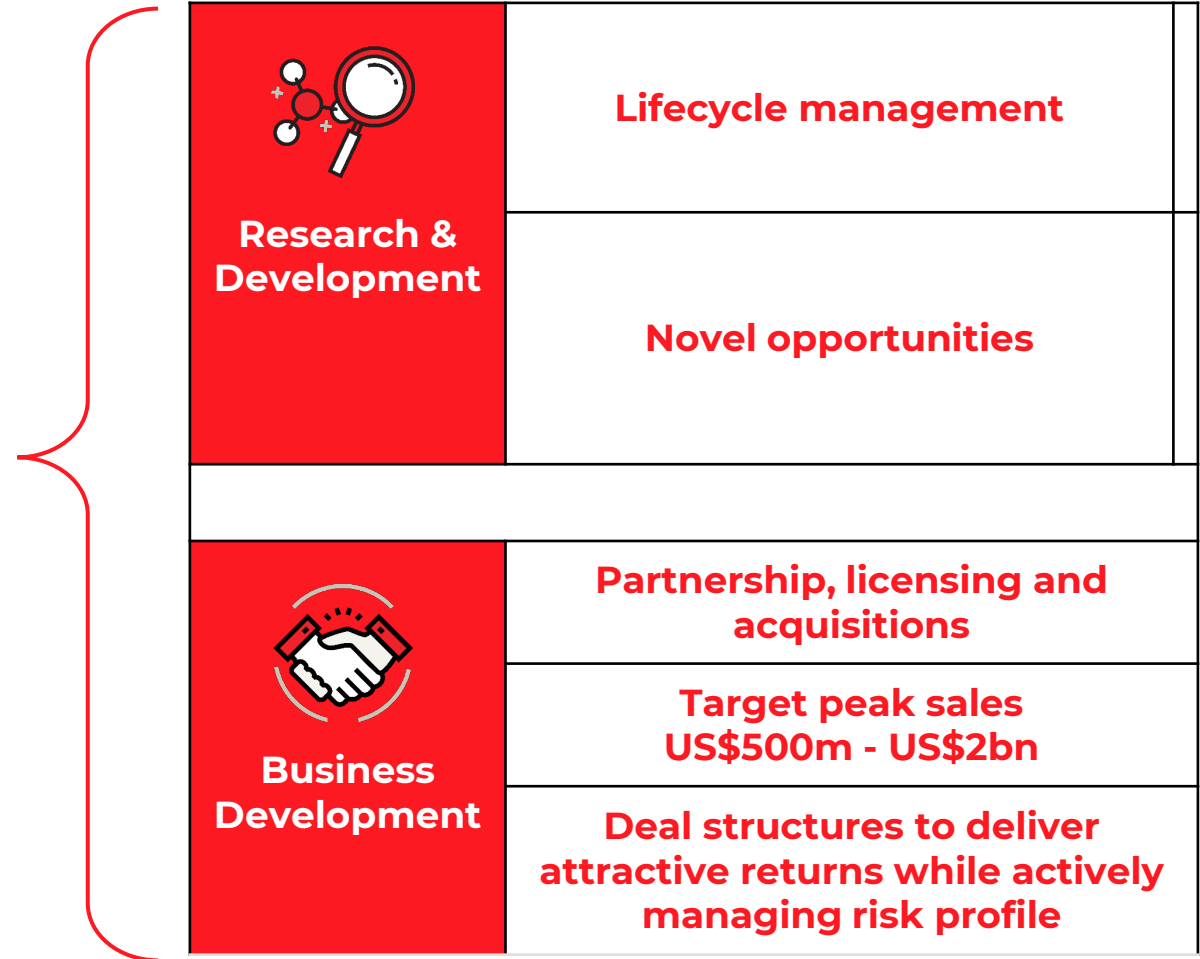 Research &
Development
Lifecycle management
Novel opportunities
Business
Development
Partnership, licensing and
acquisitions
Target peak sales
US$500m - US$2bn
Deal structures to deliver
attractive returns while actively
managing risk profile